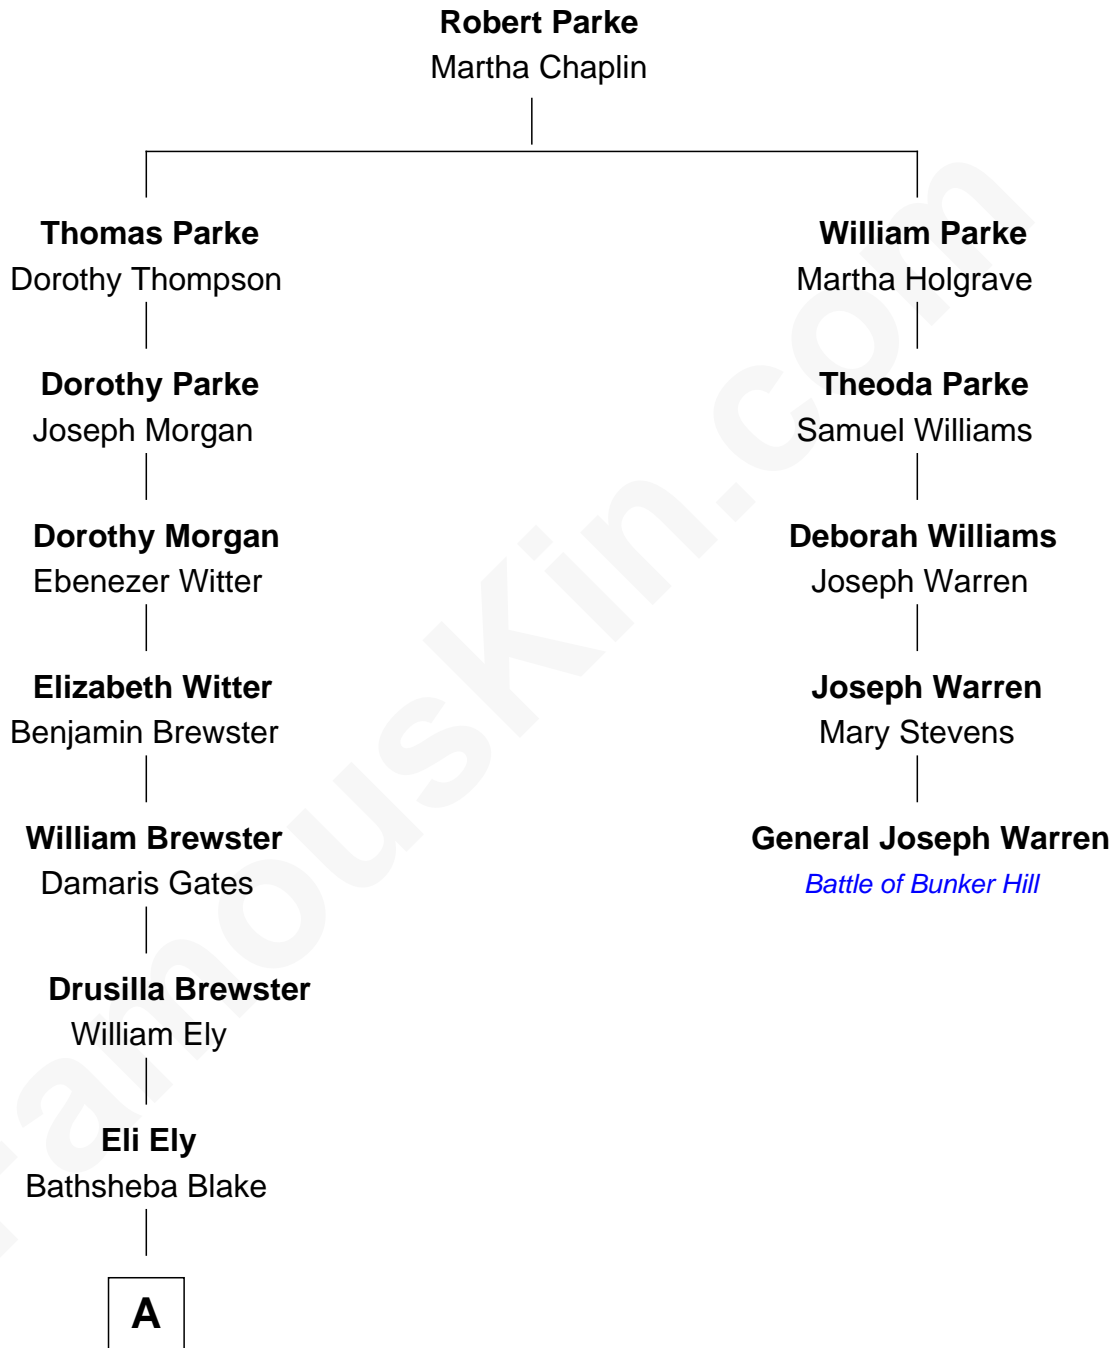 Robert Parke
Martha Chaplin
Thomas Parke
Dorothy Thompson
William Parke
Martha Holgrave
Dorothy Parke
Joseph Morgan
Theoda Parke
Samuel Williams
Dorothy Morgan
Ebenezer Witter
Deborah Williams
Joseph Warren
Elizabeth Witter
Benjamin Brewster
Joseph Warren
Mary Stevens
William Brewster
Damaris Gates
General Joseph Warren
Battle of Bunker Hill
Drusilla Brewster
William Ely
Eli Ely
Bathsheba Blake
A
FamousKin.com